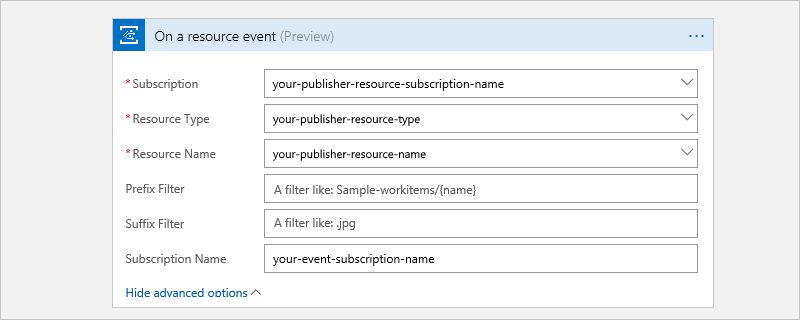 On a resource event (Preview) ...
*Subscription your-publisher-resource-subscription-name
*Resource Type your-publisher-resource-type
*Resource Name your-publisher-resource-name
Prefix Filter A filter like: Sample-workitems/{name}
Suffix Filter A filter like: .jpg
Subscription Name your-event-subscription-name
Hide advanced options